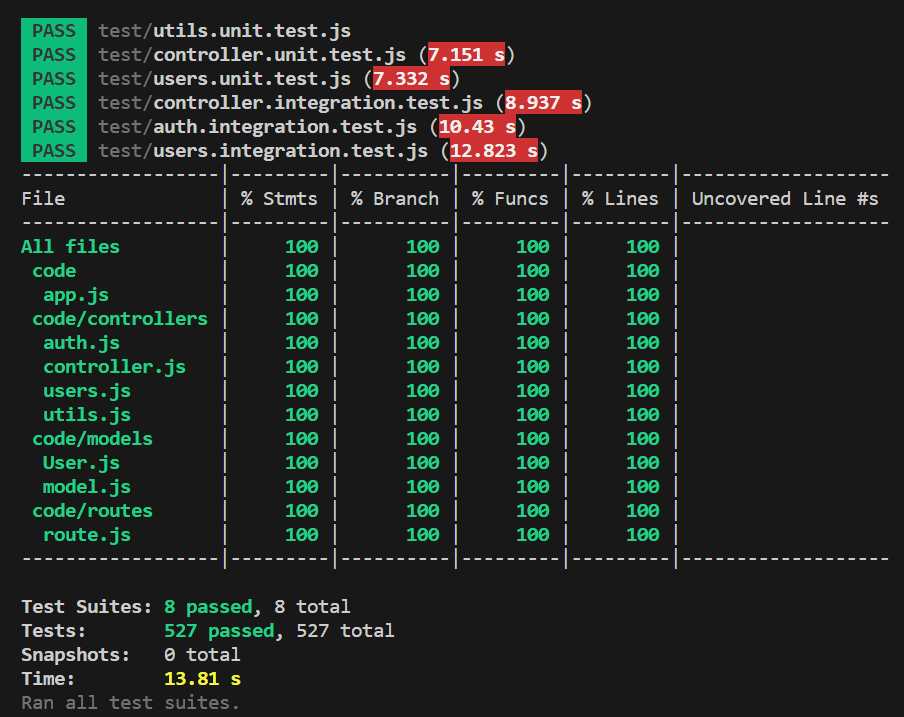 PASS test/utils.unit.test.js
PASS test/controller.unit.test.js (7.151 s)
PASS test/users.unit.test.js (7.332 s)
PASS test/controller.integration.test.js (8.937 s)
PASS test/auth.integration.test.js (10.43 s)
PASS test/users.integration.test.js (12.823 s)
------------------|---------|----------|---------|---------|-------------------
File              | % Stmts | % Branch | % Funcs | % Lines | Uncovered Line #s
------------------|---------|----------|---------|---------|-------------------
All files         |     100 |      100 |     100 |     100 |
 code             |     100 |      100 |     100 |     100 |
  app.js          |     100 |      100 |     100 |     100 |
 code/controllers |     100 |      100 |     100 |     100 |
  auth.js         |     100 |      100 |     100 |     100 |
  controller.js   |     100 |      100 |     100 |     100 |
  users.js        |     100 |      100 |     100 |     100 |
  utils.js        |     100 |      100 |     100 |     100 |
 code/models      |     100 |      100 |     100 |     100 |
  User.js         |     100 |      100 |     100 |     100 |
  model.js        |     100 |      100 |     100 |     100 |
 code/routes      |     100 |      100 |     100 |     100 |
  route.js        |     100 |      100 |     100 |     100 |
------------------|---------|----------|---------|---------|-------------------
Test Suites: 8 passed, 8 total
Tests:       527 passed, 527 total
Snapshots:   0 total
Time:        13.81 s
Ran all test suites.